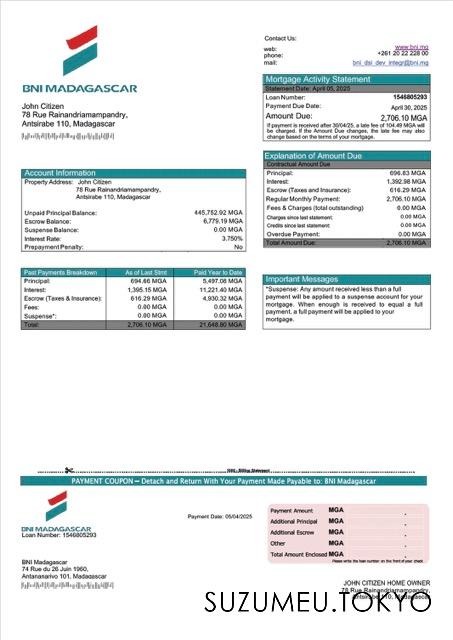 Contact Us:
web: www.bni.mg
phone: +261 20 22 228 00
mail: bni_dsi_dev_integr@bni.mg
BNI MADAGASCAR
John Citizen
78 Rue Rainandriamampandry,
Antsirabe 110, Madagascar
Mortgage Activity Statement
Statement Date: April 05, 2025
Loan Number: 1546805293
Payment Due Date: April 30, 2025
Amount Due: 2,706.10 MGA
If payment is received after 30/04/25, a late fee of 104.49 MGA will
be charged. If the Amount Due changes, the late fee may also
change based on the terms of your mortgage.
Explanation of Amount Due
Contractual Amount Due
Principal: 696.83 MGA
Interest: 1,392.98 MGA
Escrow (Taxes and Insurance): 616.29 MGA
Regular Monthly Payment: 2,706.10 MGA
Fees & Charges (total outstanding) 0.00 MGA
Charges since last statement: 0.00 MGA
Credits since last statement: 0.00 MGA
Overdue Payment: 0.00 MGA
Total Amount Due: 2,706.10 MGA
Account Information
Property Address: John Citizen
78 Rue Rainandriamampandry,
Antsirabe 110, Madagascar
Unpaid Principal Balance: 445,752.92 MGA
Escrow Balance: 6,779.19 MGA
Suspense Balance: 0.00 MGA
Interest Rate: 3.750%
Prepayment Penalty: No
Past Payments Breakdown As of Last Stmt Paid Year to Date
Principal: 694.66 MGA 5,497.08 MGA
Interest: 1,395.15 MGA 11,221.40 MGA
Escrow (Taxes & Insurance): 616.29 MGA 4,930.32 MGA
Fees: 0.00 MGA 0.00 MGA
Suspense*: 0.00 MGA 0.00 MGA
Total: 2,706.10 MGA 21,648.80 MGA
Important Messages
*Suspense: Any amount received less than a full
payment will be applied to a suspense account for your
mortgage. When enough is received to equal a full
payment, a full payment will be applied to your
mortgage.
PAYMENT COUPON – Detach and Return With Your Payment Made Payable to: BNI Madagascar
BNI MADAGASCAR
Loan Number: 1546805293
Payment Date: 05/04/2025
Payment Amount MGA .
Additional Principal MGA .
Additional Escrow MGA .
Other MGA .
Total Amount Enclosed MGA .
Please write the loan number on the front of your check
BNI Madagascar
74 Rue du 26 Juin 1960,
Antananarivo 101, Madagascar
JOHN CITIZEN HOME OWNER
78 Rue Rainandriamampandry,
Antsirabe 110, Madagascar
SUZUMEU.TOKYO